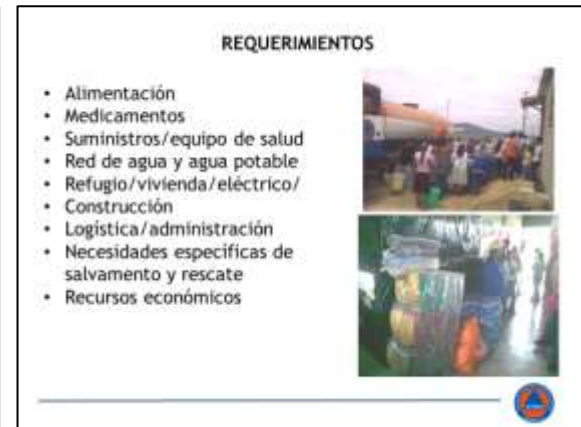 REQUERIMIENTOS
• Alimentación
• Medicamentos
• Suministros/equipo de salud
• Red de agua y agua potable
• Refugio/vivienda/eléctrico/
• Construcción
• Logística/administración
• Necesidades específicas de
salvamento y rescate
• Recursos económicos